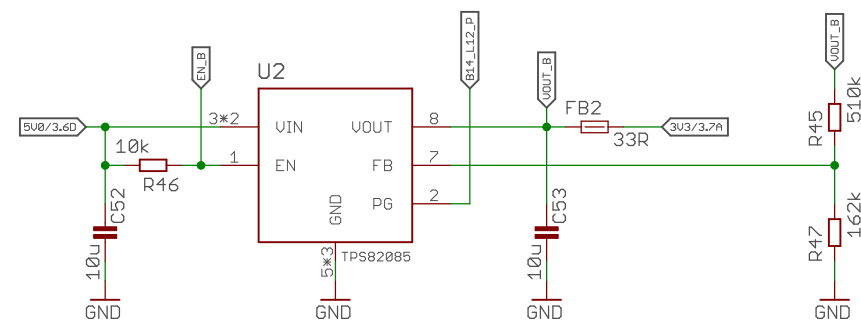 B14_L12_P
VOUT_B
EN_B
VOUT_B
U2
510k
R45
FB2
5V0/3.6D
3*2
VIN
VOUT
8
33R
3V3/3.7A
10k
1
EN
FB
7
R46
C52
10u
GND
PG
2
C53
10u
162k
R47
5*3
TPS82085
GND
GND
GND
GND